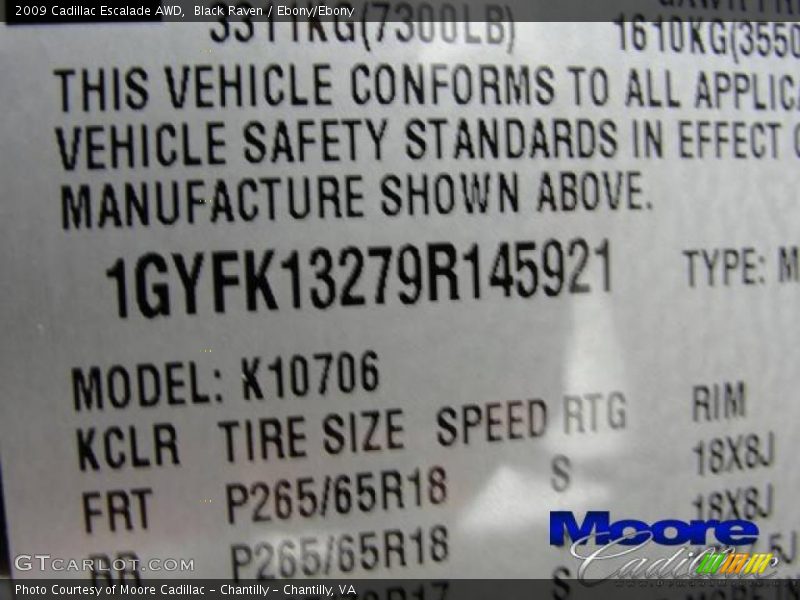 2009 Cadillac Escalade AWD, Black Raven / Ebony/Ebony
3311KG(7300LB) 1610KG(3550
THIS VEHICLE CONFORMS TO ALL APPLICA
VEHICLE SAFETY STANDARDS IN EFFECT O
MANUFACTURE SHOWN ABOVE.
1GYFK13279R145921 TYPE: M
MODEL: K10706
KCLR TIRE SIZE SPEED RTG RIM
FRT P265/65R18 S 18X8J
RR P265/65R18 S 18X8J
Moore
Cadillac
GTCARLOT.COM
Photo Courtesy of Moore Cadillac - Chantilly - Chantilly, VA